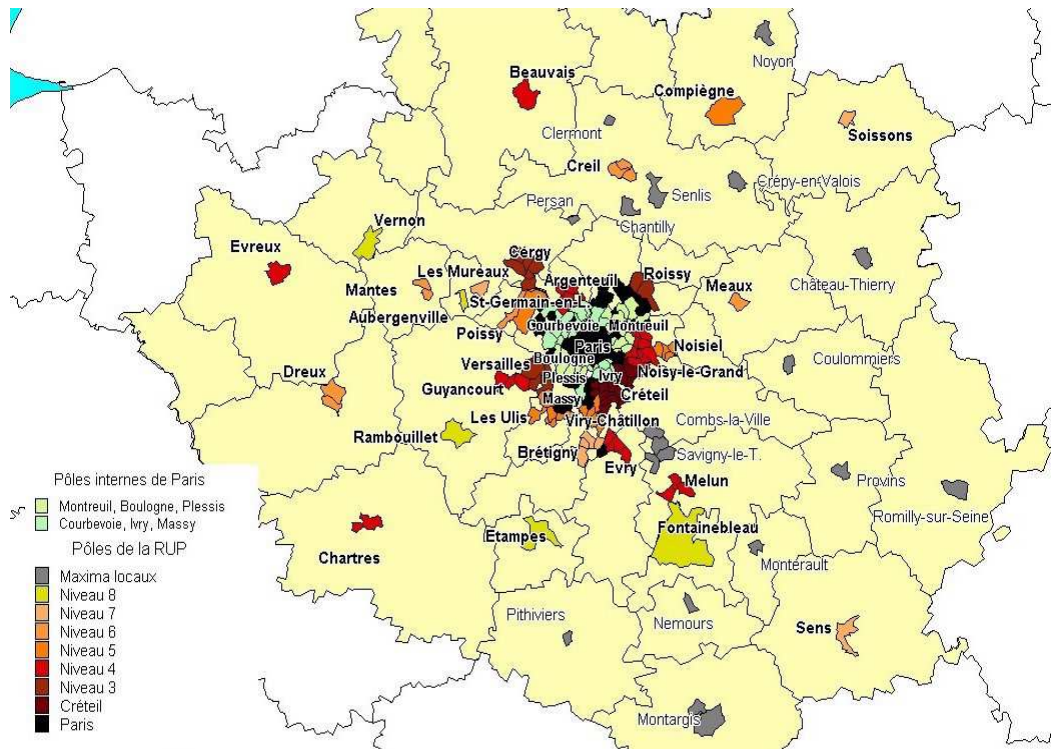 Noyon
Beauvais
Compiègne
Clermont
Soissons
Creil
Crépy-en-Valois
Senlis
Persan
Chantilly
Vernon
Evreux
Cergy
Les Mureaux
Argenteuil
Roissy
Château-Thierry
Mantes
Meaux
St-Germain-en-L.
Aubergenville
Courbevoie
Montreuil
Poissy
Paris
Noisiel
Boulogne
Coulommiers
Versailles
Dreux
Plessis
Ivry
Noisy-le-Grand
Guyancourt
Créteil
Massy
Les Ulis
Viry-Châtillon
Combs-la-Ville
Rambouillet
Brétigny
Savigny-le-T.
Evry
Melun
Provins
Romilly-sur-Seine
Fontainebleau
Etampes
Chartres
Montérault
Pithiviers
Nemours
Sens
Montargis
Pôles internes de Paris
Montreuil, Boulogne, Plessis
Courbevoie, Ivry, Massy
Pôles de la RUP
Maxima locaux
Niveau 8
Niveau 7
Niveau 6
Niveau 5
Niveau 4
Niveau 3
Créteil
Paris